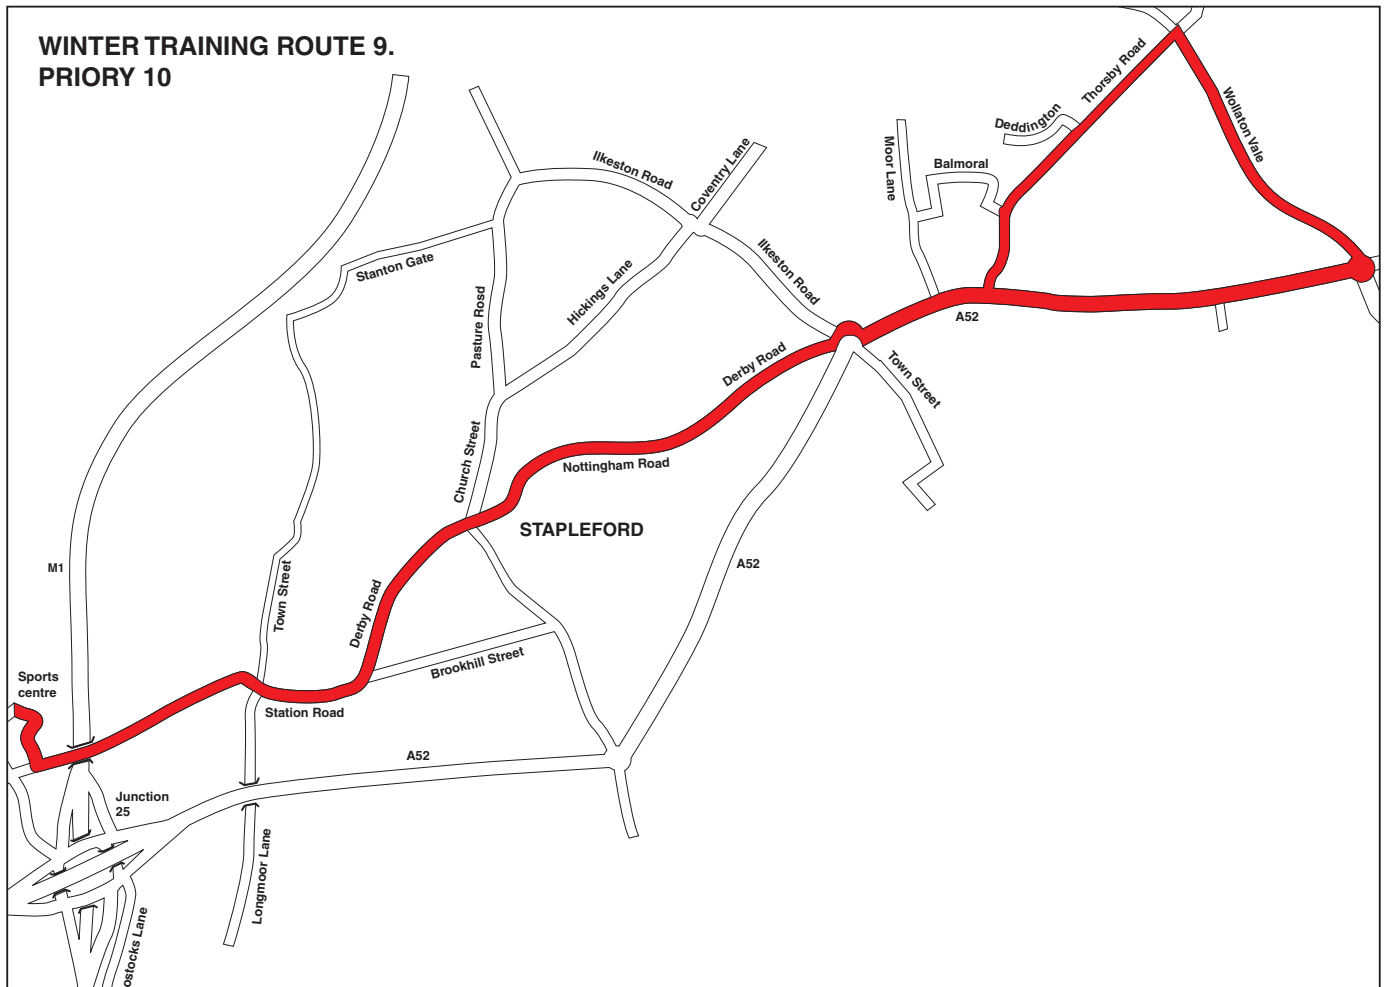 WINTER TRAINING ROUTE 9.
PRIORY 10
Thorsby Road
Wollaton Vale
Deddington
Moor Lane
Balmoral
Ilkeston Road
Coventry Lane
Ilkeston Road
Stanton Gate
Hickings Lane
Pasture Rosd
A52
Derby Road
Town Street
Church Street
Nottingham Road
STAPLEFORD
M1
A52
Town Street
Derby Road
Brookhill Street
Sports
centre
Station Road
A52
Junction
25
Longmoor Lane
ostocks Lane